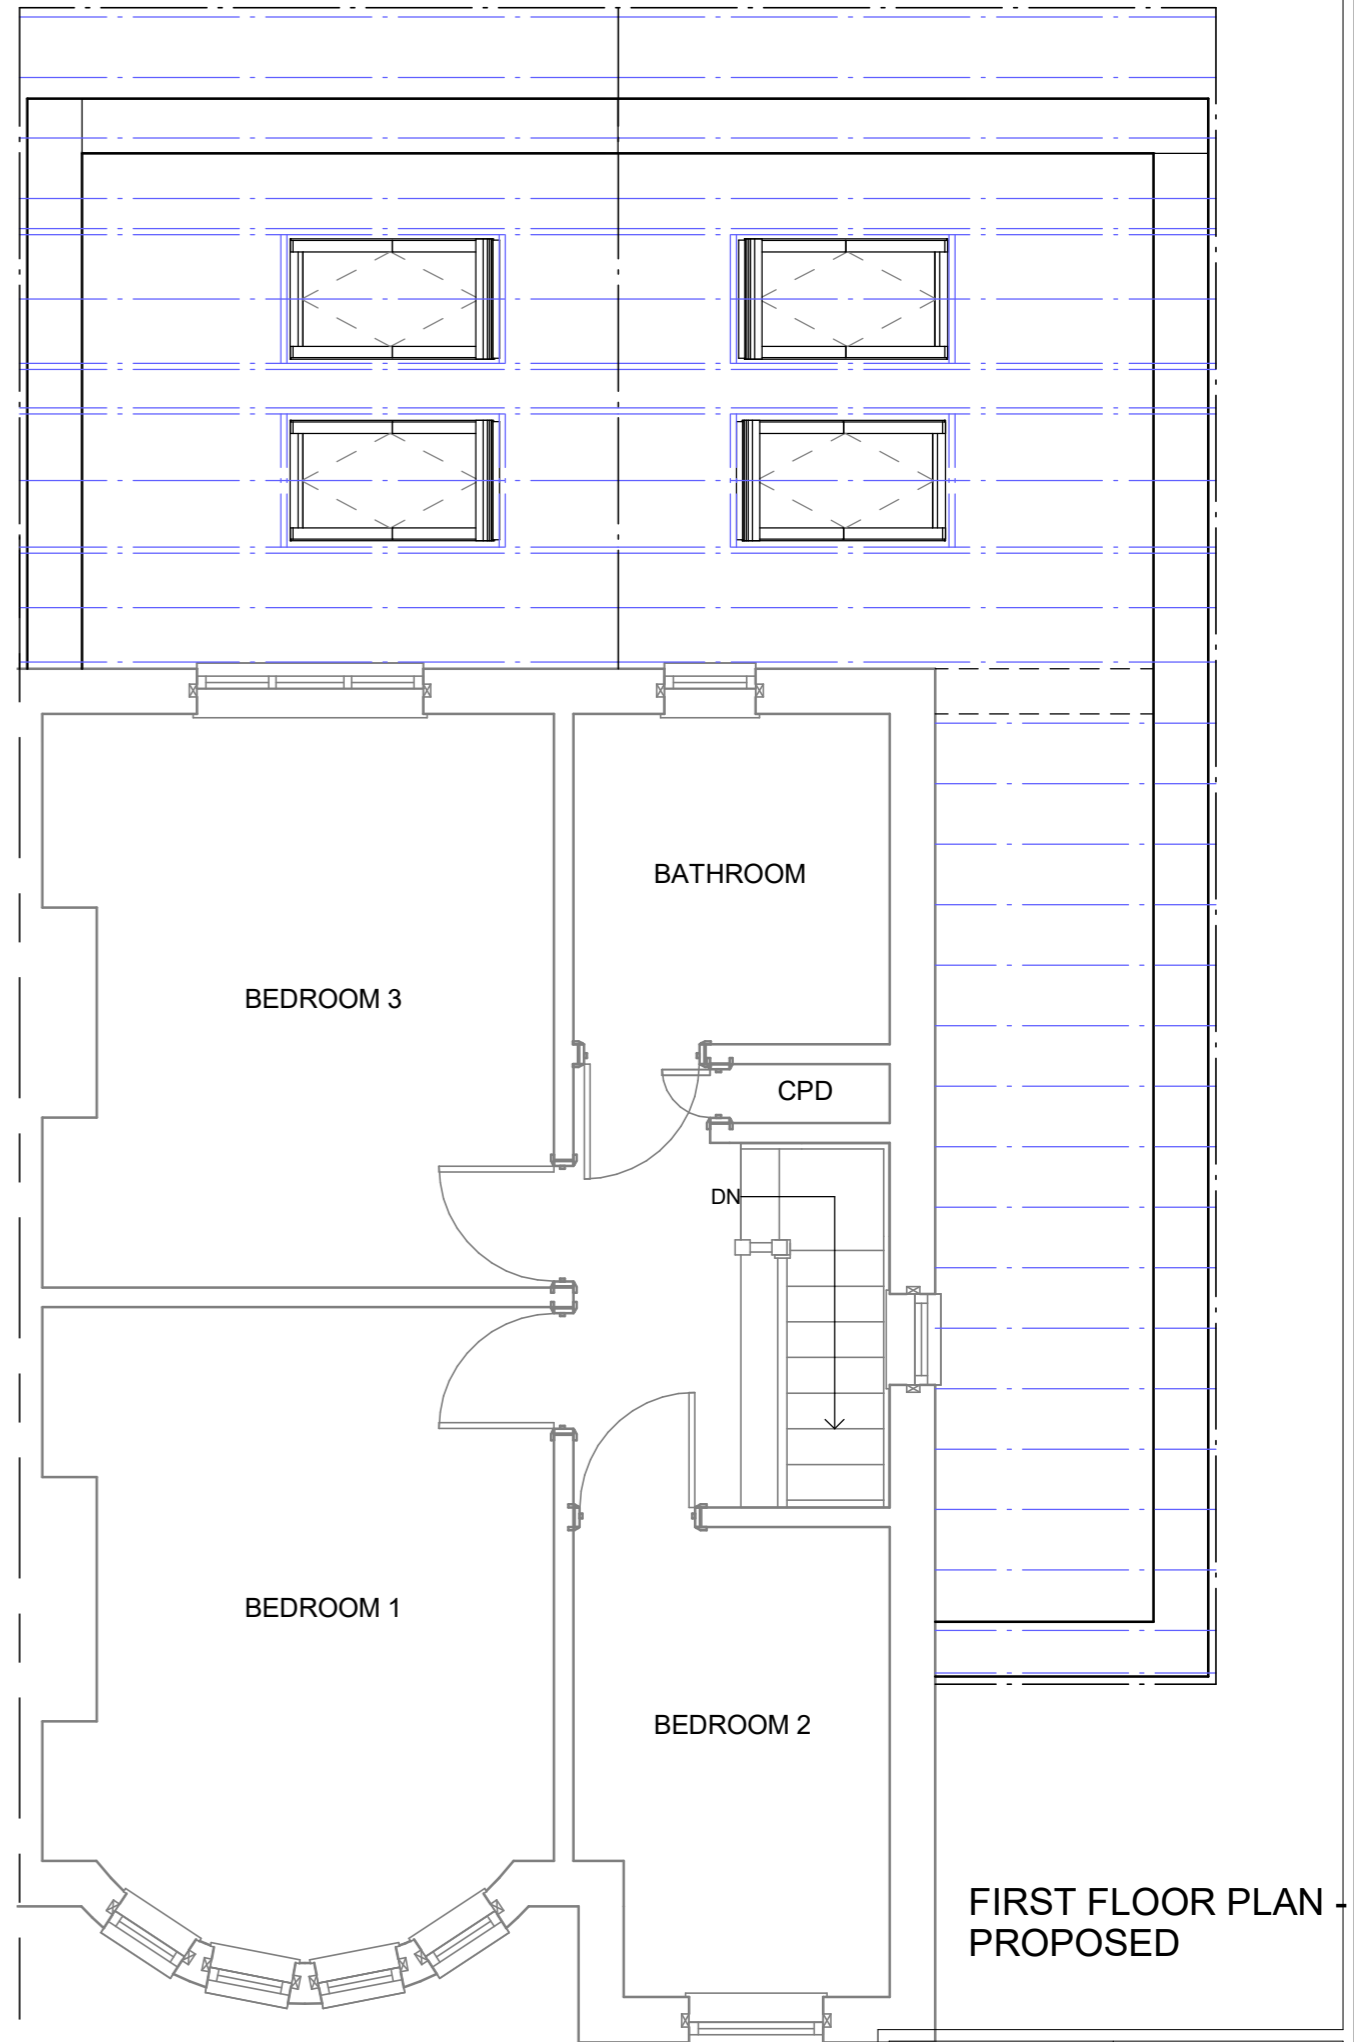 BATHROOM
BEDROOM 3
CPD
DN
BEDROOM 1
BEDROOM 2
FIRST FLOOR PLAN -
PROPOSED